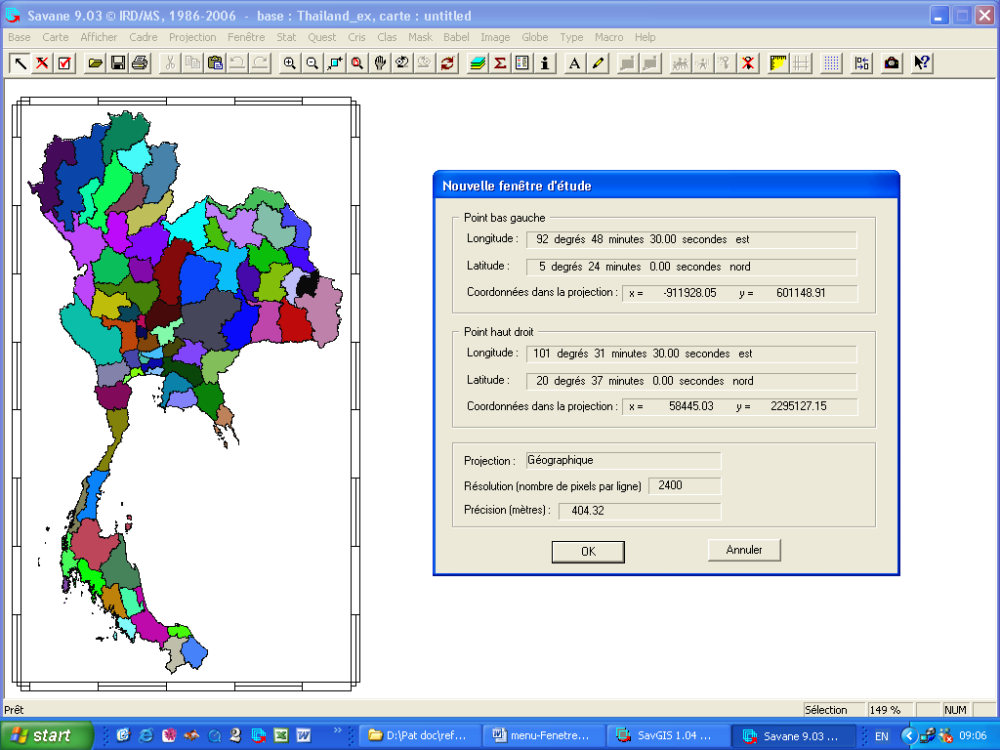 Savane 9.03 © IRD/MS, 1986-2006 - base : Thailand_ex, carte : untitled
Base Carte Afficher Cadre Projection Fenêtre Stat Quest Cris Clas Mask Babel Image Globe Type Macro Help
Nouvelle fenêtre d'étude
Point bas gauche
Longitude : 92 degrés 48 minutes 30.00 secondes est
Latitude : 5 degrés 24 minutes 0.00 secondes nord
Coordonnées dans la projection : x = -911928.05 y = 601148.91
Point haut droit
Longitude : 101 degrés 31 minutes 30.00 secondes est
Latitude : 20 degrés 37 minutes 0.00 secondes nord
Coordonnées dans la projection : x = 58445.03 y = 2295127.15
Projection : Géographique
Résolution (nombre de pixels par ligne) 2400
Précision (mètres) : 404.32
OK Annuler
Prêt Sélection 149 % NUM
start D:\Pat doc\ref... menu-Fenetre... SavGIS 1.04 ... Savane 9.03 ... EN 09:06